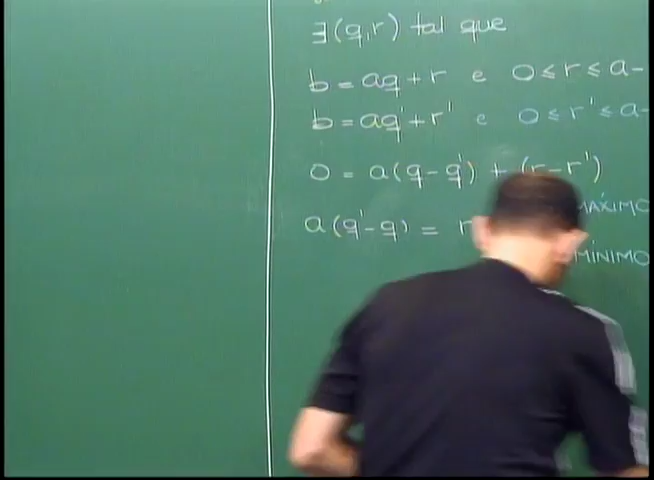 ∃(q,r) tal que
b = aq + r e 0 ≤ r ≤ a-
b = aq' + r' e 0 ≤ r' ≤ a-
0 = a(q - q') + (r - r')
MÁXIMO
a(q' - q) = r
MÍNIMO